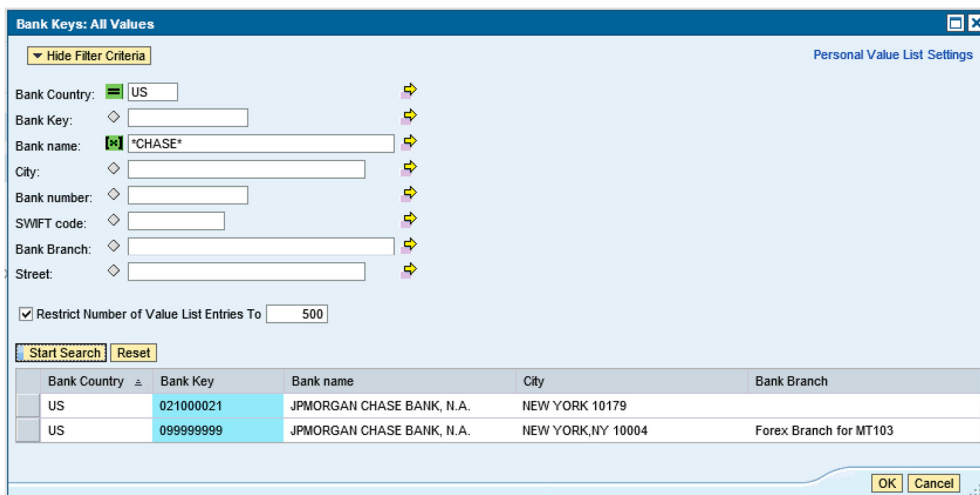 Bank Keys: All Values
Hide Filter Criteria
Personal Value List Settings
Bank Country: US
Bank Key:
Bank name: *CHASE*
City:
Bank number:
SWIFT code:
Bank Branch:
Street:
Restrict Number of Value List Entries To 500
Start Search Reset
Bank Country Bank Key Bank name City Bank Branch
US 021000021 JPMORGAN CHASE BANK, N.A. NEW YORK 10179
US 099999999 JPMORGAN CHASE BANK, N.A. NEW YORK,NY 10004 Forex Branch for MT103
OK Cancel